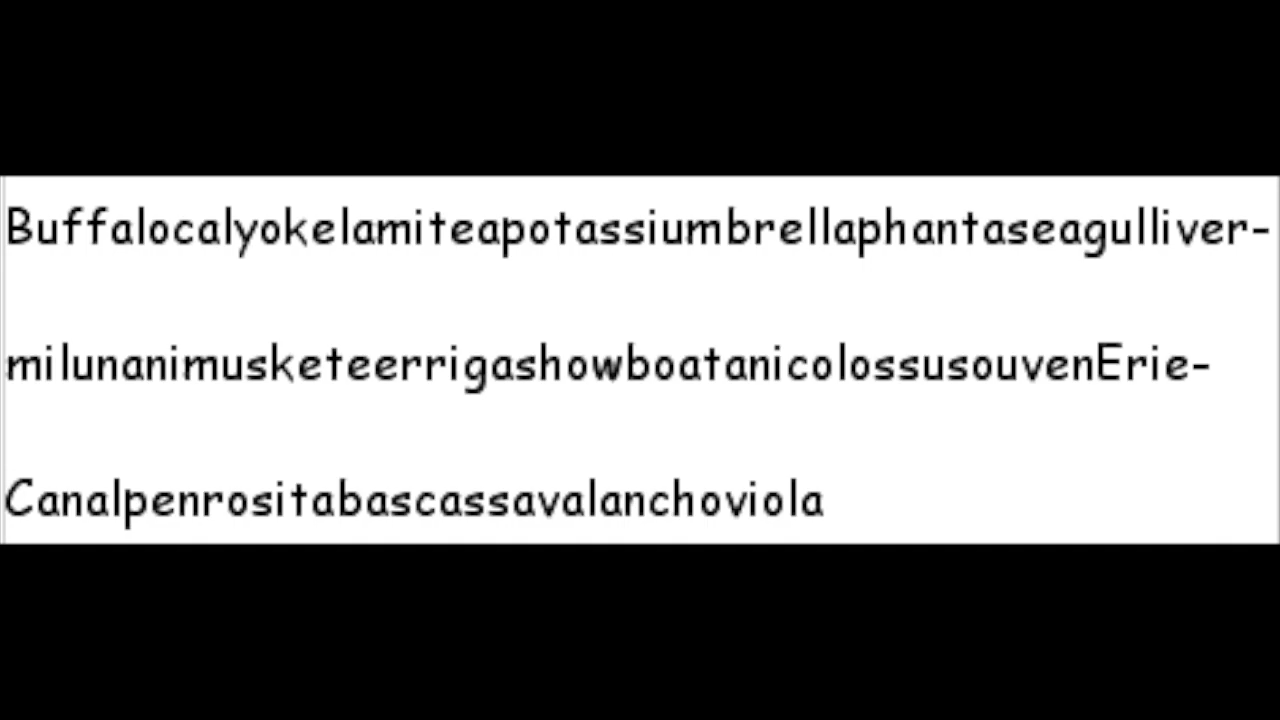 Buffalocalyokelamiteapotassiumbrellaphantaseagulliver-
milunanimusketeerrigashowboatanicolossusouvenErie-
Canalpenrositabascassavalanchoviola